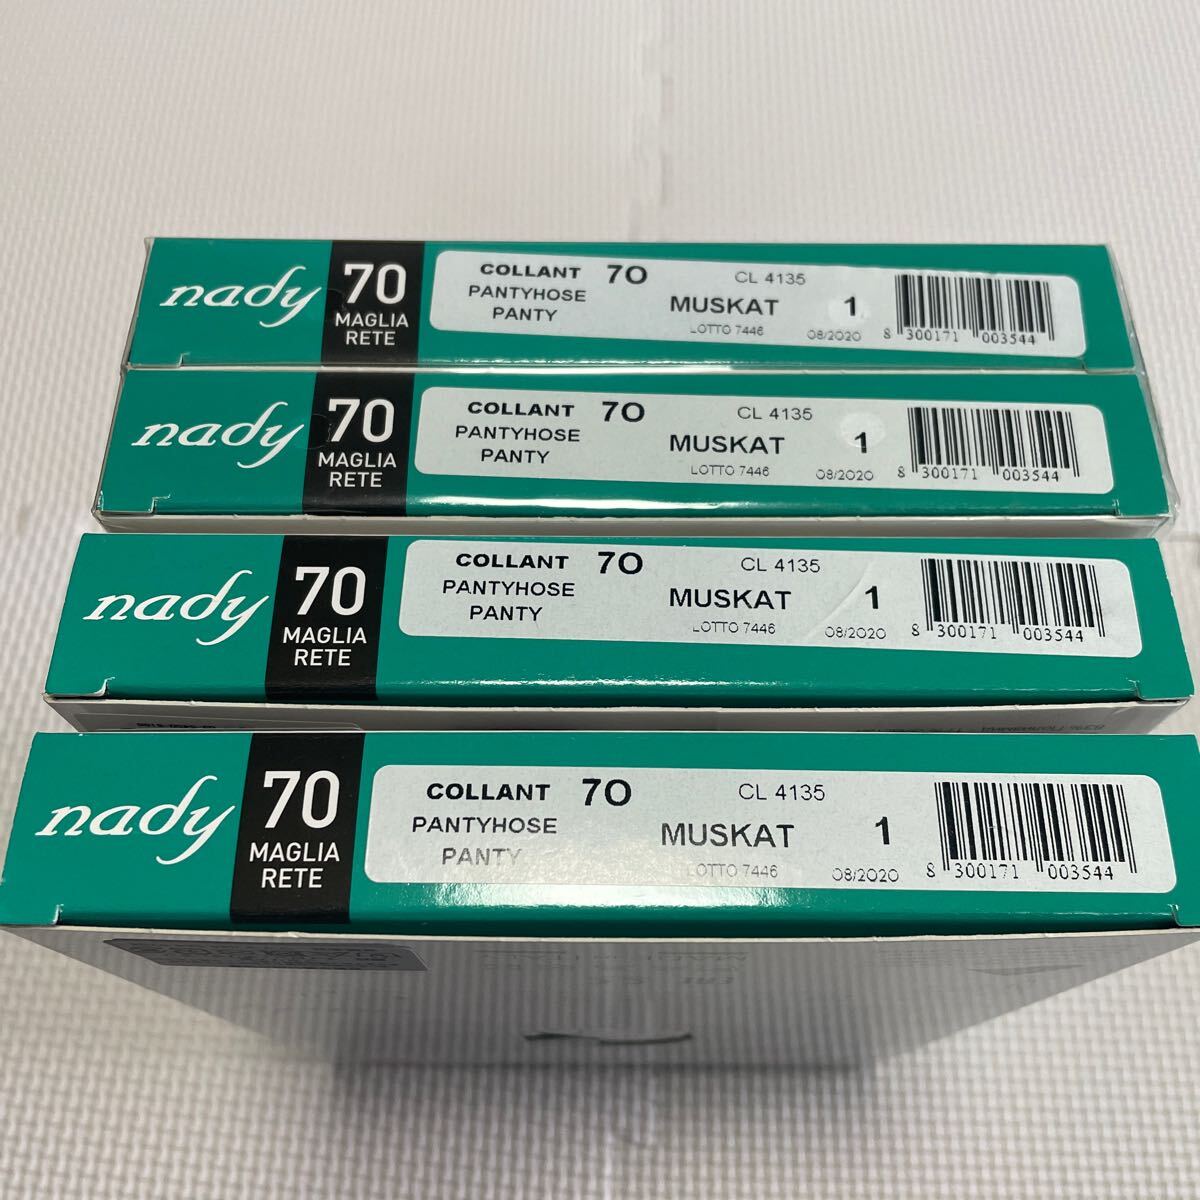 nady
70
MAGLIA
RETE
COLLANT 70 CL 4135
PANTYHOSE MUSKAT 1
PANTY LOTTO 7446 08/2020
8 300171 003544
nady
70
MAGLIA
RETE
COLLANT 70 CL 4135
PANTYHOSE MUSKAT 1
PANTY LOTTO 7446 08/2020
8 300171 003544
nady
70
MAGLIA
RETE
COLLANT 70 CL 4135
PANTYHOSE MUSKAT 1
PANTY LOTTO 7446 08/2020
8 300171 003544
nady
70
MAGLIA
RETE
COLLANT 70 CL 4135
PANTYHOSE MUSKAT 1
PANTY LOTTO 7446 08/2020
8 300171 003544